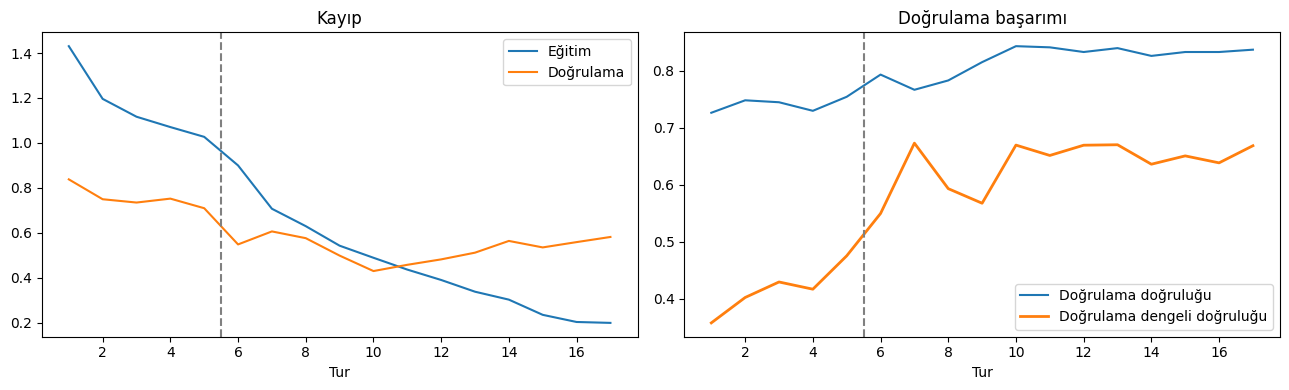 Kayıp
1.4
1.2
1.0
0.8
0.6
0.4
0.2
Eğitim
Doğrulama
2 4 6 8 10 12 14 16
Tur
Doğrulama başarımı
0.8
0.7
0.6
0.5
0.4
Doğrulama doğruluğu
Doğrulama dengeli doğruluğu
2 4 6 8 10 12 14 16
Tur